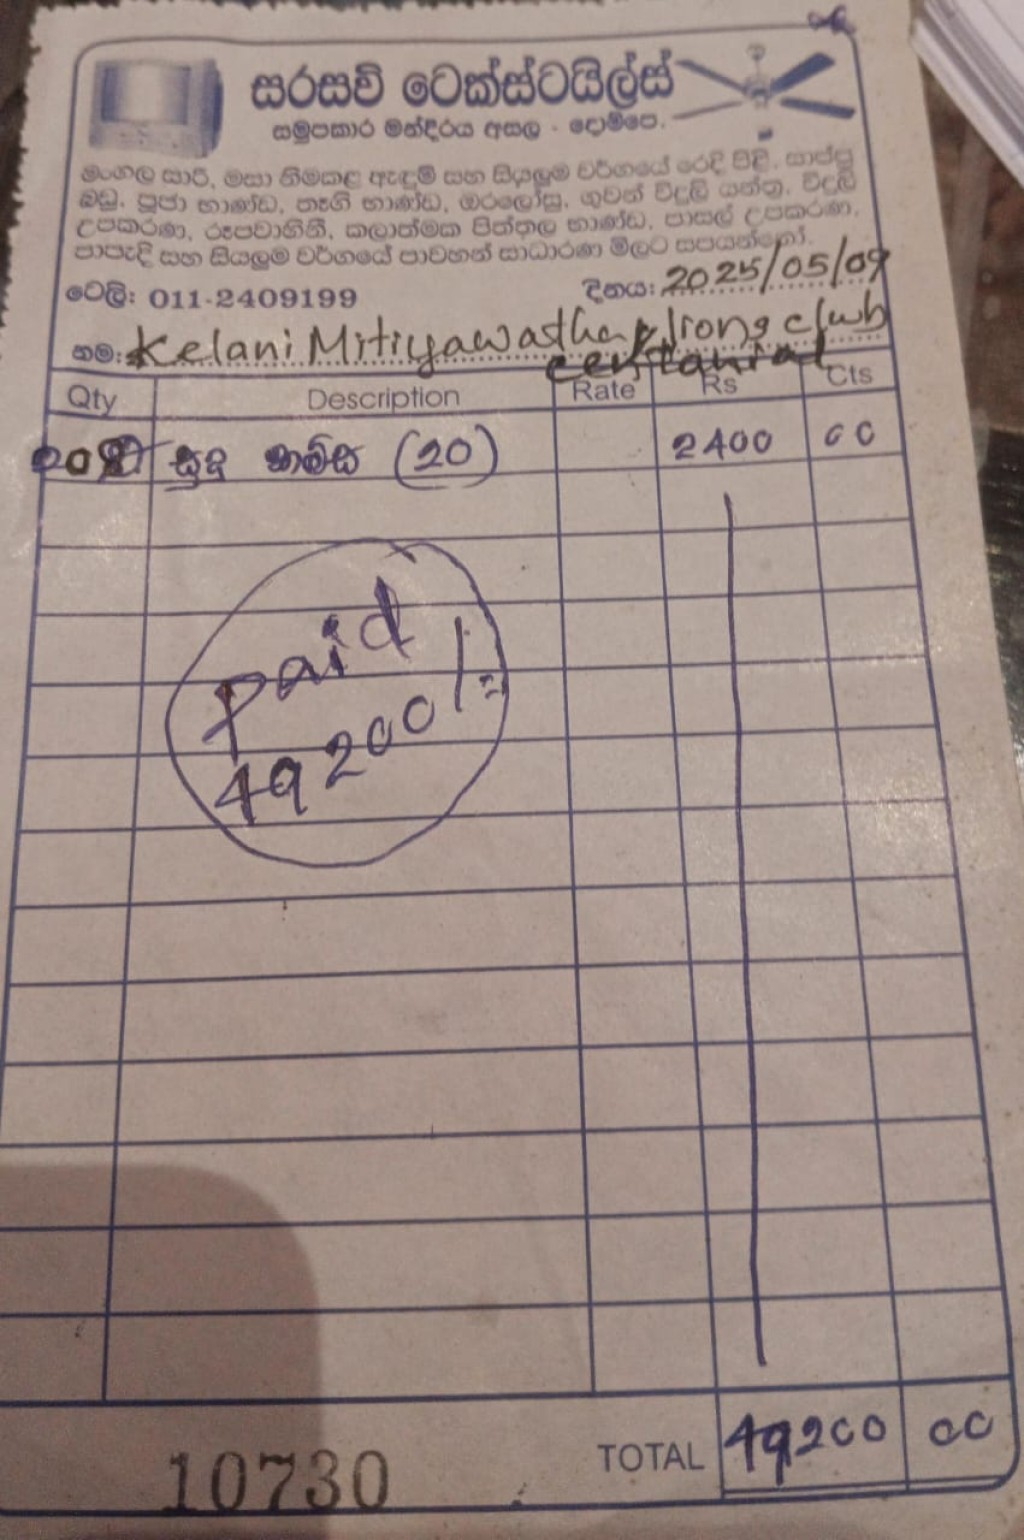 සරසවි ටෙක්ස්ටයිල්ස්
සමුපකාර මන්දිරය අසල - දොම්පෙ.
මංගල සාරි, මසා නිමකළ ඇඳුම් සහ සියලුම වර්ගයේ රෙදි පිළි, සාප්පු
බඩු, පූජා භාණ්ඩ, තෑගි භාණ්ඩ, ඔරලෝසු, ගුවන් විදුලි යන්ත්‍ර, විදුලි
උපකරණ, රූපවාහිනී, කලාත්මක පිත්තල භාණ්ඩ, පාසල් උපකරණ,
පාපැදි සහ සියලුම වර්ගයේ පාවහන් සාධාරණ මිලට සපයන්නෝ.
ටෙලි: 011-2409199 දිනය: 2025/05/09
නම: Kelani Mitiyawatha lions club
centanial
Qty Description Rate Rs Cts
සුදු කමිස (20) 2400 00
Paid
49200/=
TOTAL 49200 00
10730